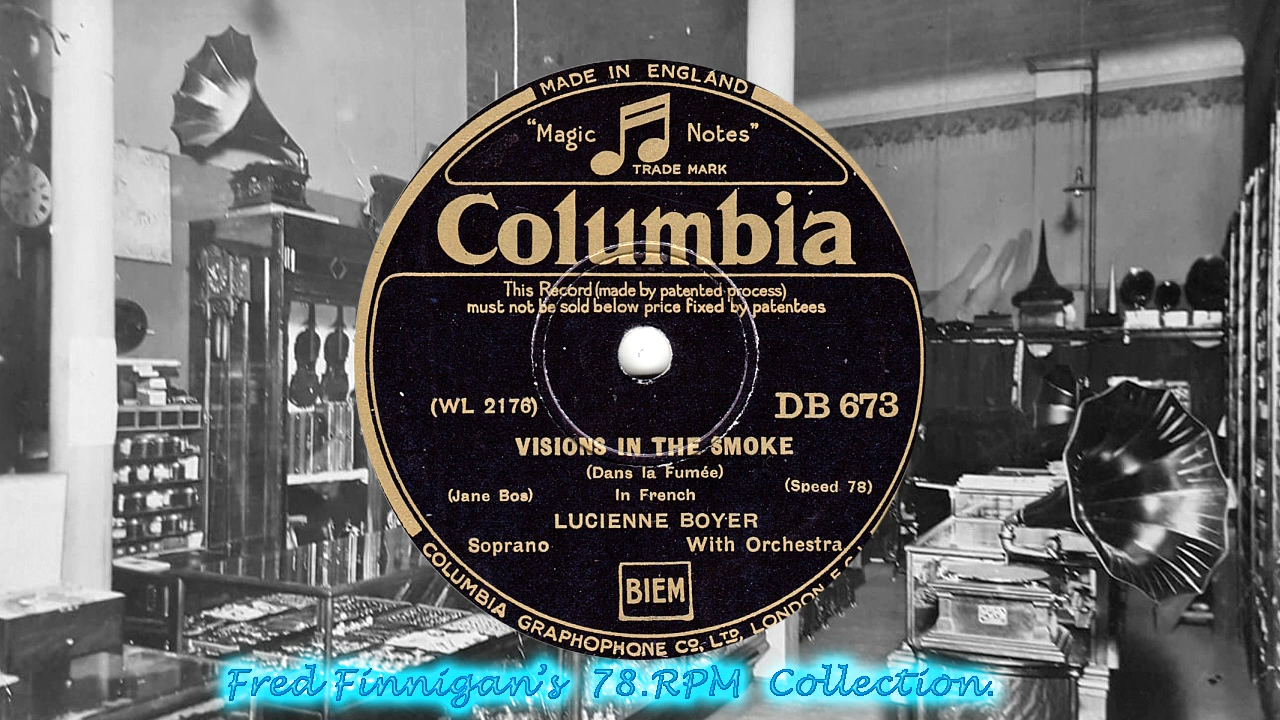 MADE IN ENGLAND
"Magic Notes"
TRADE MARK
Columbia
This Record (made by patented process)
must not be sold below price fixed by patentees
(WL 2176)
DB 673
VISIONS IN THE SMOKE
(Dans la Fumée)
(Jane Bos)
In French
(Speed 78)
LUCIENNE BOYER
Soprano
With Orchestra
BIEM
COLUMBIA GRAPHOPHONE CO., LTD, LONDON E.C.
Fred Finnigan's 78.RPM Collection.